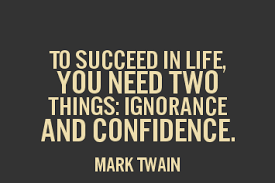 TO SUCCEED IN LIFE,
YOU NEED TWO
THINGS: IGNORANCE
AND CONFIDENCE.
MARK TWAIN